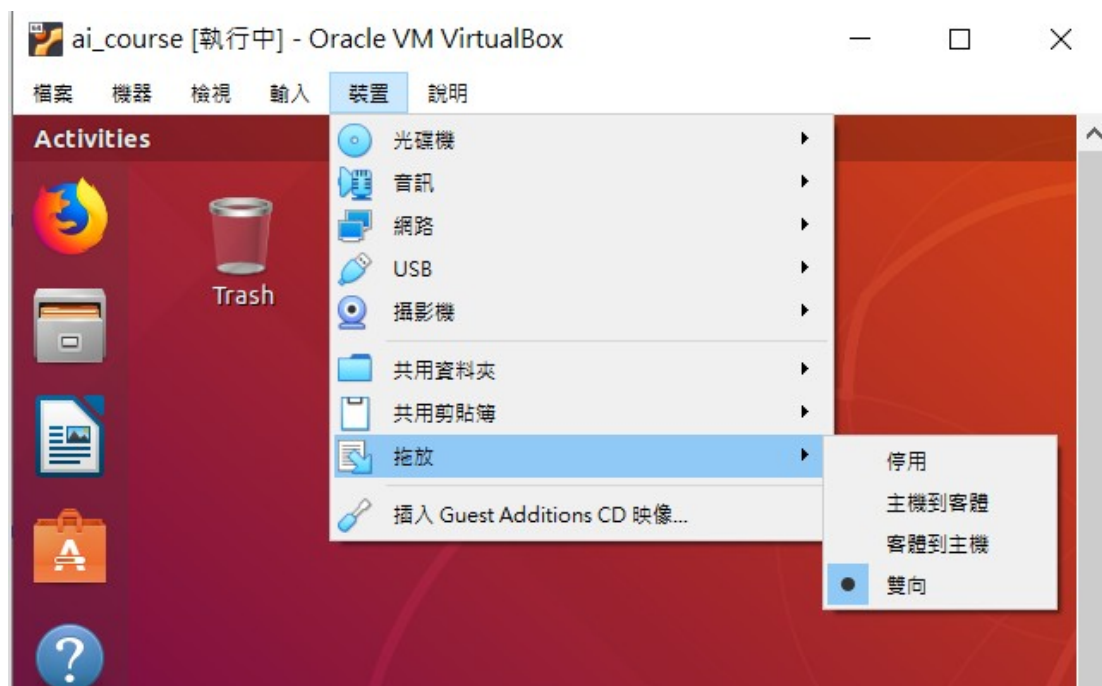 ai_course [執行中] - Oracle VM VirtualBox
檔案 機器 檢視 輸入 裝置 說明
Activities
光碟機
音訊
網路
USB
攝影機
共用資料夾
共用剪貼簿
拖放
插入 Guest Additions CD 映像...
停用
主機到客體
客體到主機
雙向
Trash